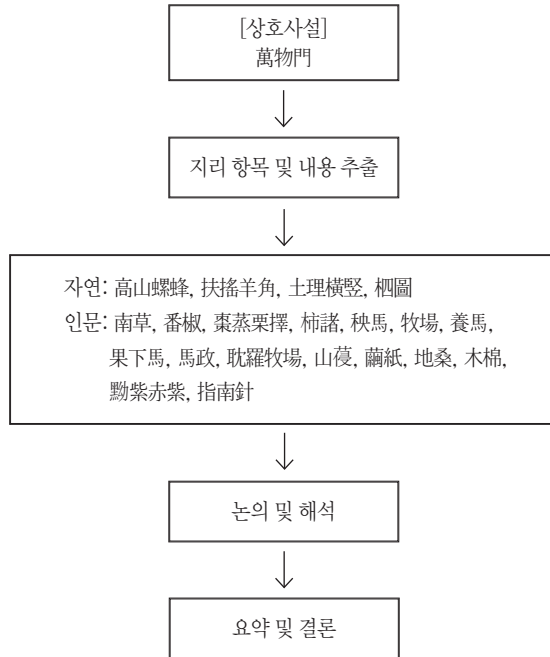 [상호사설]
萬物門
지리 항목 및 내용 추출
자연: 高山螺蜂, 扶搖羊角, 土理橫竪, 梱圖
인문: 南草, 番椒, 棗蒸栗擇, 柿諸, 秧馬, 牧場, 養馬,
果下馬, 馬政, 耽羅牧場, 山葠, 繭紙, 地桑, 木棉,
黝紫赤紫, 指南針
논의 및 해석
요약 및 결론